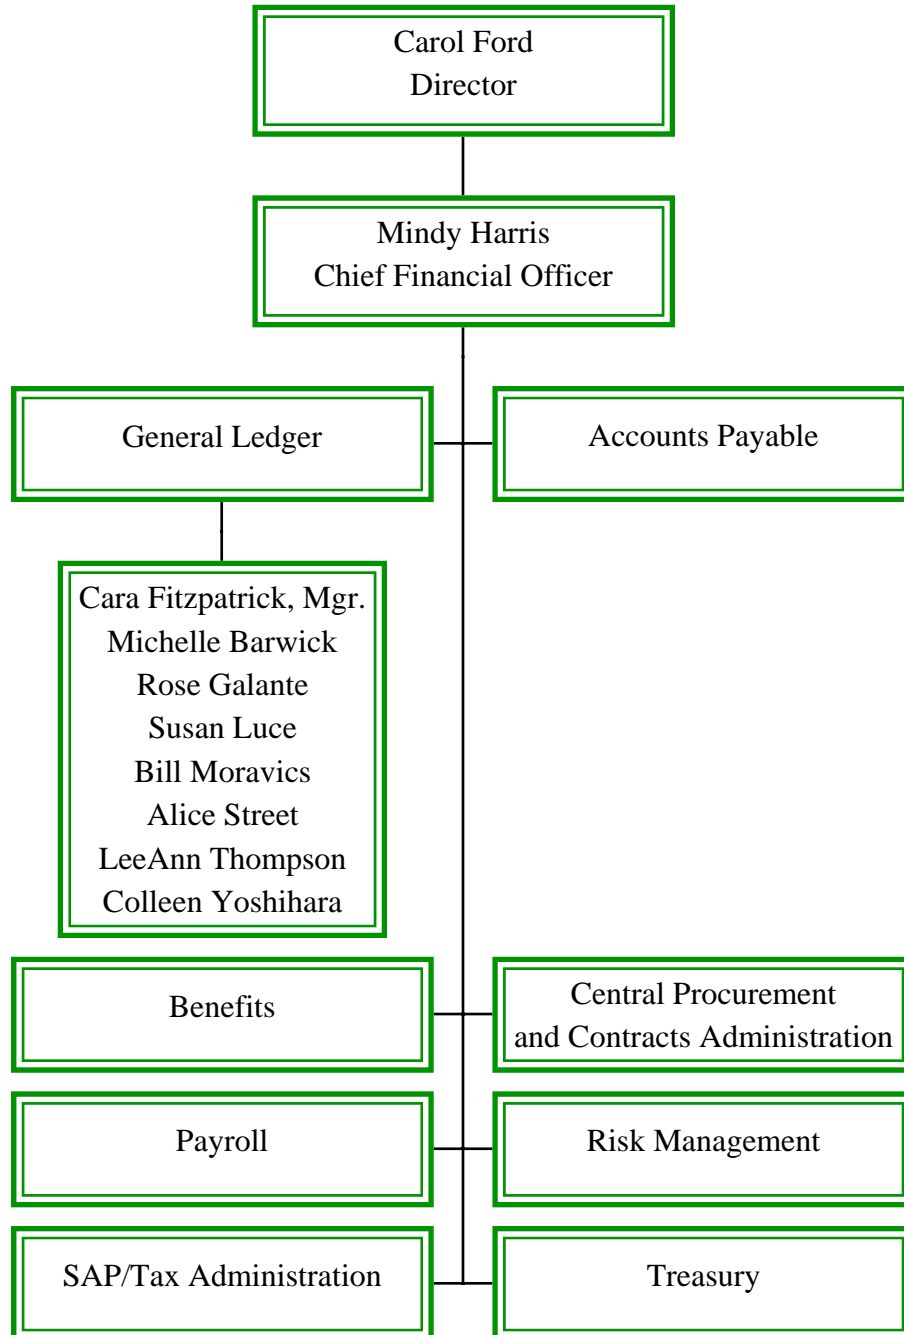 Carol Ford
Director
Mindy Harris
Chief Financial Officer
General Ledger
Accounts Payable
Cara Fitzpatrick, Mgr.
Michelle Barwick
Rose Galante
Susan Luce
Bill Moravics
Alice Street
LeeAnn Thompson
Colleen Yoshihara
Benefits
Central Procurement
and Contracts Administration
Payroll
Risk Management
SAP/Tax Administration
Treasury